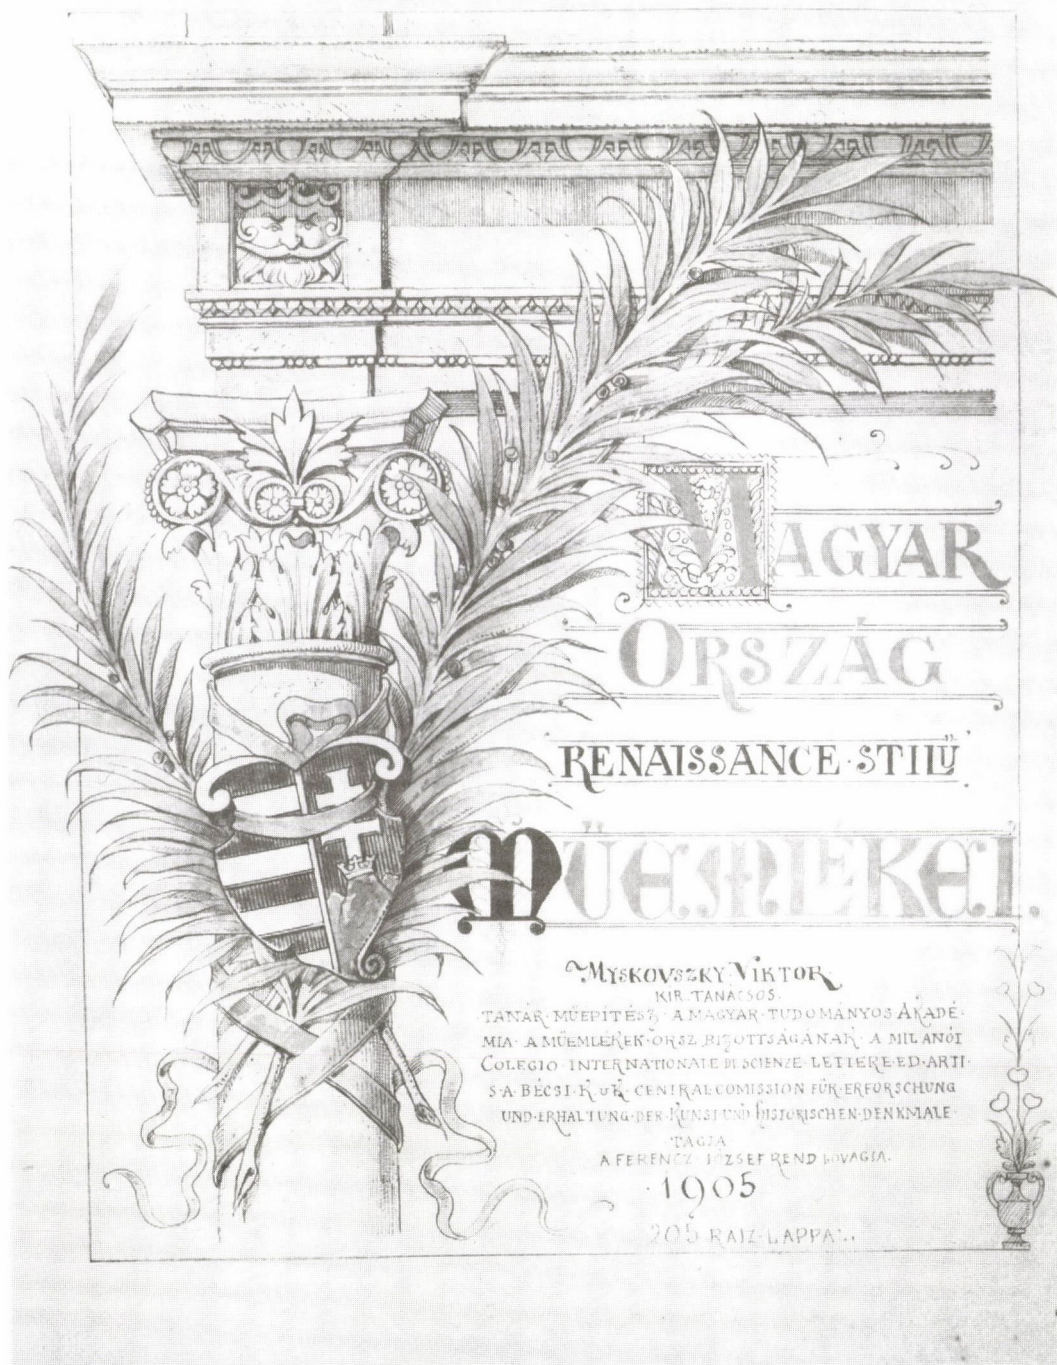 MAGYAR
ORSZÁG
RENAISSANCE·STILŰ
MŰEMLÉKEI.
MYSKOVSZKY·VIKTOR
KIR. TANÁCSOS.
TANÁR·MŰÉPITÉSZ·A MAGYAR·TUDOMÁNYOS AKADÉ-
MIA·A MŰEMLÉKEK·ORSZ.BIZOTTSÁGÁNAK·A MILANÓI
COLEGIO·INTERNATIONALE DI SCIENZE·LETTERE·ED·ARTI·
S·A·BÉCSI·K·u·K·CENTRALCOMISSION FÜR·ERFORSCHUNG
UND·ERHALTUNG·DER·KUNST UND HISTORISCHEN·DENKMALE·
TAGJA
A FERENCZ·JÓZSEF REND LOVAGJA.
·1905
205 RAJZ·LAPPAL.